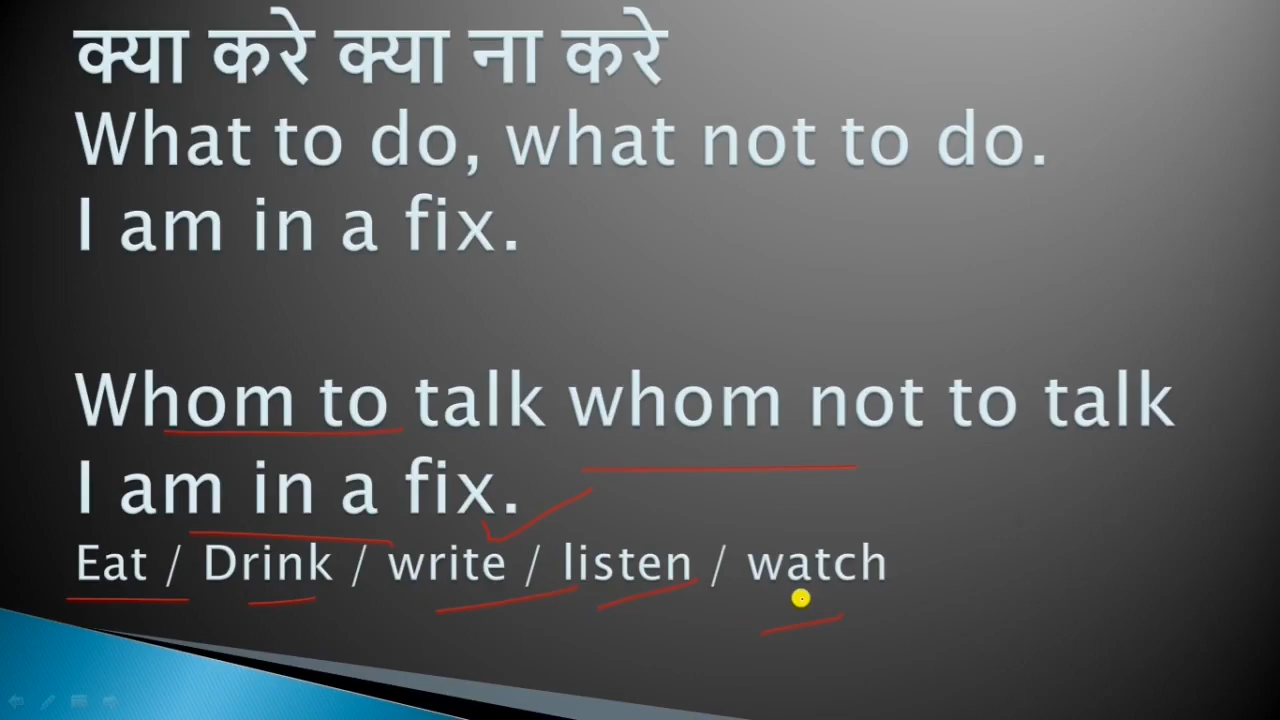 क्या करे क्या ना करे
What to do, what not to do.
I am in a fix.
Whom to talk whom not to talk
I am in a fix.
Eat / Drink / write / listen / watch